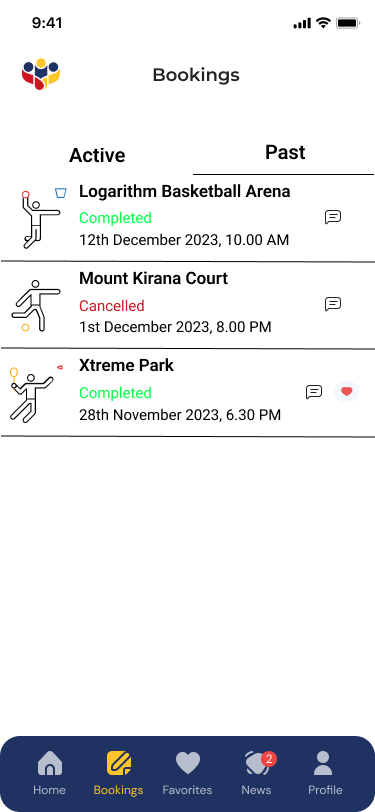 9:41
Bookings
Active
Past
Logarithm Basketball Arena
Completed
12th December 2023, 10.00 AM
Mount Kirana Court
Cancelled
1st December 2023, 8.00 PM
Xtreme Park
Completed
28th November 2023, 6.30 PM
2
Home
Bookings
Favorites
News
Profile